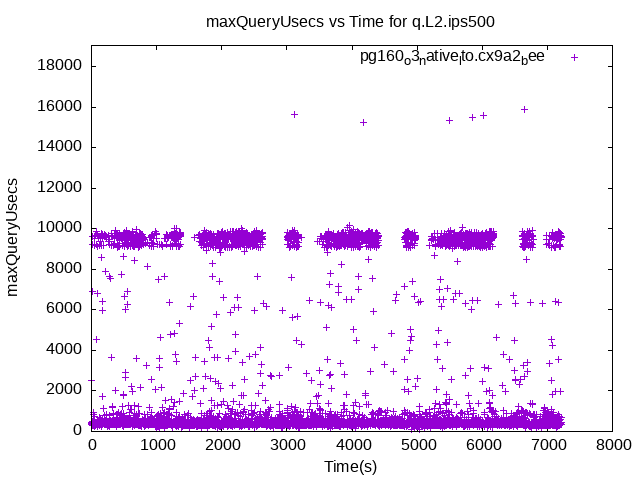 maxQueryUsecs vs Time for q.L2.ips500
pg160o3native_lto.cx9a2bee
18000
16000
14000
12000
10000
8000
6000
4000
2000
0
maxQueryUsecs
0 1000 2000 3000 4000 5000 6000 7000 8000
Time(s)